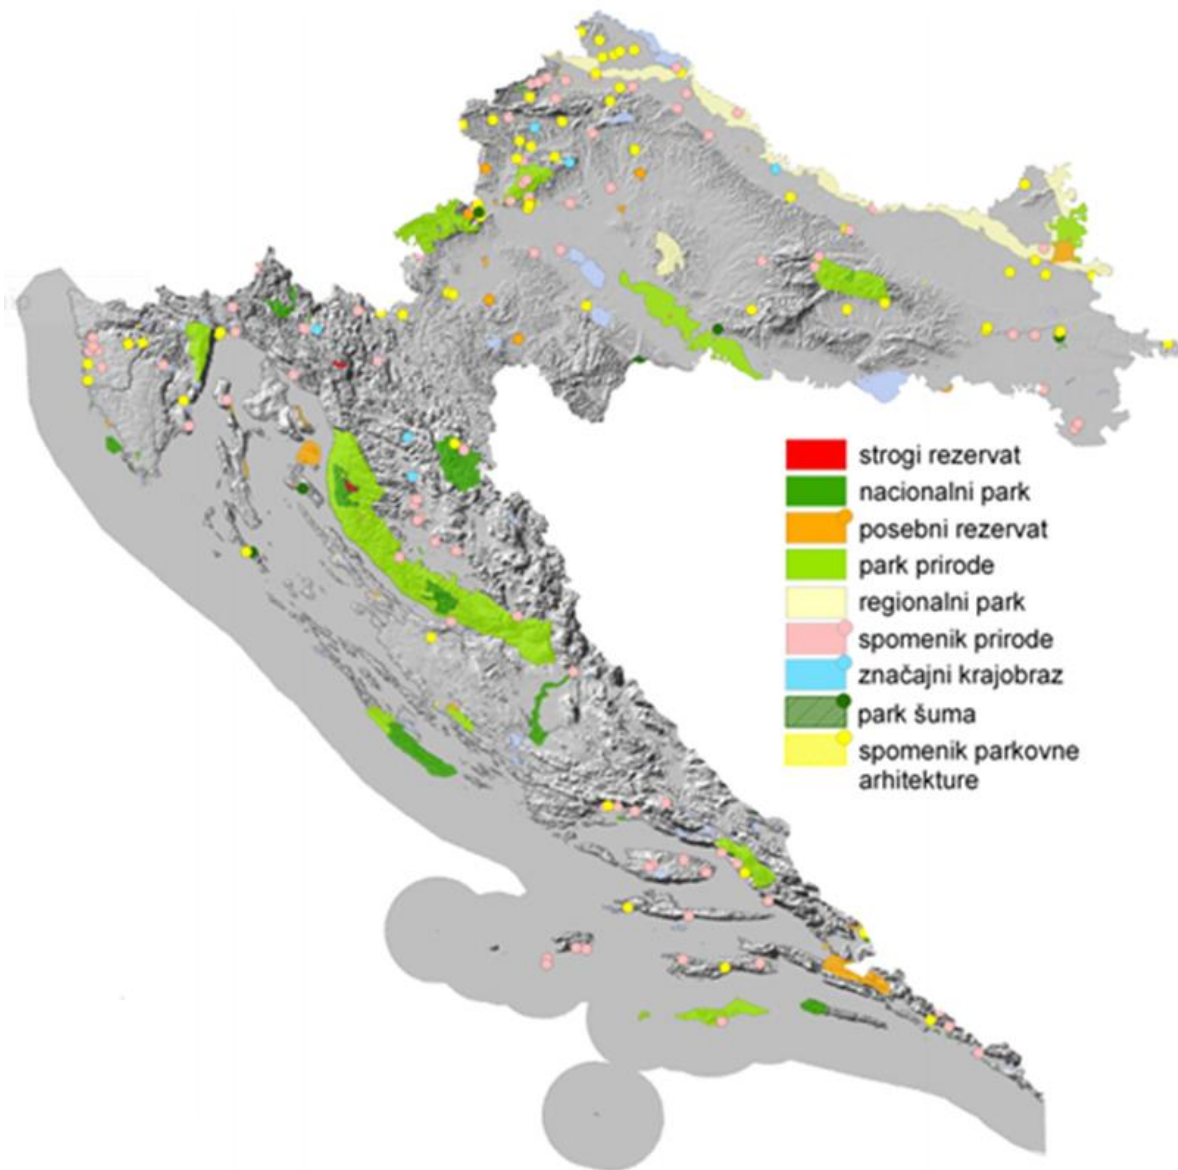 strogi rezervat
nacionalni park
posebni rezervat
park prirode
regionalni park
spomenik prirode
značajni krajobraz
park šuma
spomenik parkovne
arhitekture